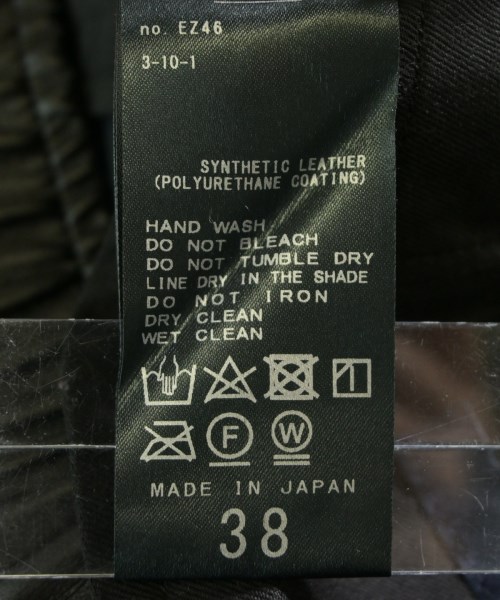 no. EZ46
3-10-1
SYNTHETIC LEATHER
(POLYURETHANE COATING)
HAND WASH
DO NOT BLEACH
DO NOT TUMBLE DRY
LINE DRY IN THE SHADE
DO NOT IRON
DRY CLEAN
WET CLEAN
F W
MADE IN JAPAN
38